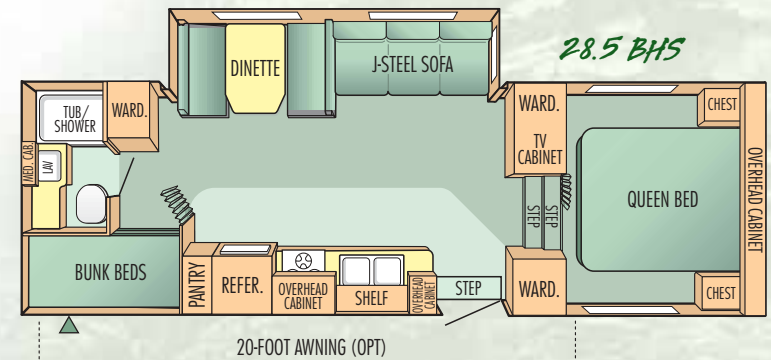 28.5 BHS
DINETTE
J-STEEL SOFA
TUB/
SHOWER
WARD.
MED. CAB.
LAV
WARD.
TV
CABINET
CHEST
QUEEN BED
OVERHEAD CABINET
STEP
STEP
BUNK BEDS
PANTRY
REFER.
OVERHEAD
CABINET
SHELF
OVERHEAD
CABINET
STEP
WARD.
CHEST
20-FOOT AWNING (OPT)